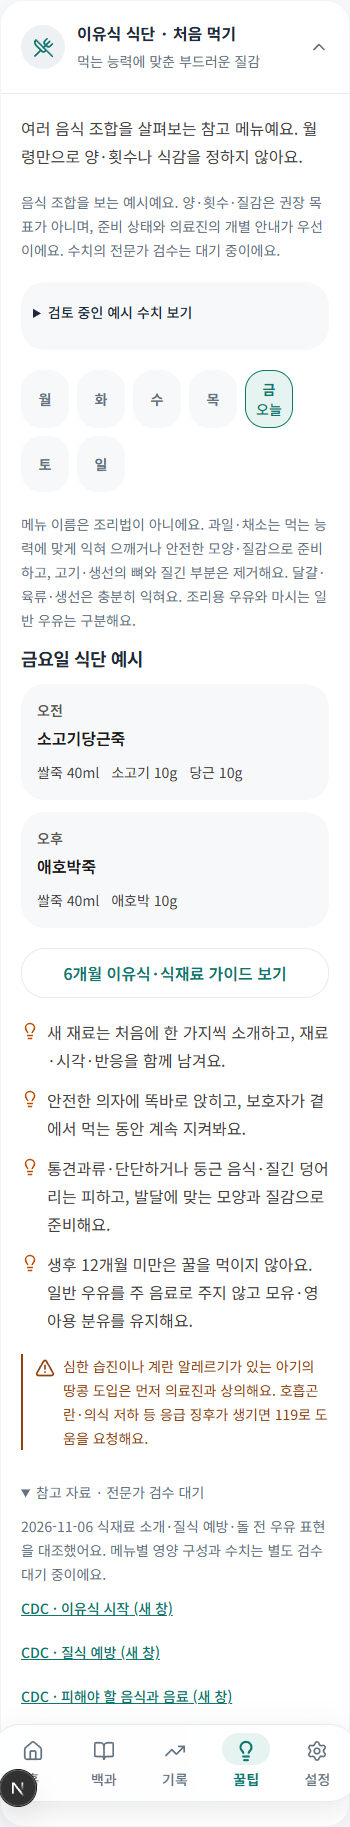 이유식 식단 · 처음 먹기
먹는 능력에 맞춘 부드러운 질감
여러 음식 조합을 살펴보는 참고 메뉴예요. 월
령만으로 양·횟수나 식감을 정하지 않아요.
음식 조합을 보는 예시예요. 양·횟수·질감은 권장 목
표가 아니며, 준비 상태와 의료진의 개별 안내가 우선
이에요. 수치의 전문가 검수는 대기 중이에요.
▶ 검토 중인 예시 수치 보기
월 화 수 목 금
오늘
토 일
메뉴 이름은 조리법이 아니에요. 과일·채소는 먹는 능
력에 맞게 익혀 으깨거나 안전한 모양·질감으로 준비
하고, 고기·생선의 뼈와 질긴 부분은 제거해요. 달걀·
육류·생선은 충분히 익혀요. 조리용 우유와 마시는 일
반 우유는 구분해요.
금요일 식단 예시
오전
소고기당근죽
쌀죽 40ml 소고기 10g 당근 10g
오후
애호박죽
쌀죽 40ml 애호박 10g
6개월 이유식·식재료 가이드 보기
새 재료는 처음에 한 가지씩 소개하고, 재료
·시각·반응을 함께 남겨요.
안전한 의자에 똑바로 앉히고, 보호자가 곁
에서 먹는 동안 계속 지켜봐요.
통견과류·단단하거나 둥근 음식·질긴 덩어
리는 피하고, 발달에 맞는 모양과 질감으로
준비해요.
생후 12개월 미만은 꿀을 먹이지 않아요.
일반 우유를 주 음료로 주지 않고 모유·영
아용 분유를 유지해요.
심한 습진이나 계란 알레르기가 있는 아기의
땅콩 도입은 먼저 의료진과 상의해요. 호흡곤
란·의식 저하 등 응급 징후가 생기면 119로 도
움을 요청해요.
▼ 참고 자료 · 전문가 검수 대기
2026-11-06 식재료 소개·질식 예방·돌 전 우유 표현
을 대조했어요. 메뉴별 영양 구성과 수치는 별도 검수
대기 중이에요.
CDC · 이유식 시작 (새 창)
CDC · 질식 예방 (새 창)
CDC · 피해야 할 음식과 음료 (새 창)
백과 기록 꿀팁 설정
N